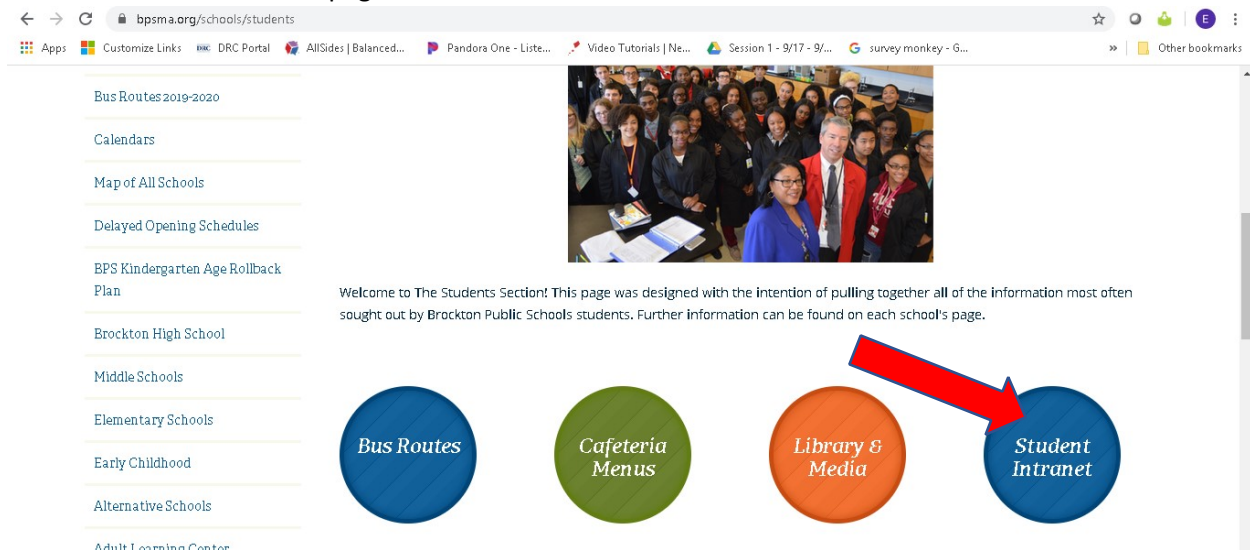 bpsma.org/schools/students
E
Apps Customize Links DRC Portal AllSides | Balanced... Pandora One - Liste... Video Tutorials | Ne... Session 1 - 9/17 - 9/... G survey monkey - G... » Other bookmarks
Bus Routes 2019-2020
Calendars
Map of All Schools
Delayed Opening Schedules
BPS Kindergarten Age Rollback
Plan
Brockton High School
Middle Schools
Elementary Schools
Early Childhood
Alternative Schools
Adult Learning Center
Welcome to The Students Section! This page was designed with the intention of pulling together all of the information most often
sought out by Brockton Public Schools students. Further information can be found on each school's page.
Bus Routes
Cafeteria
Menus
Library &
Media
Student
Intranet